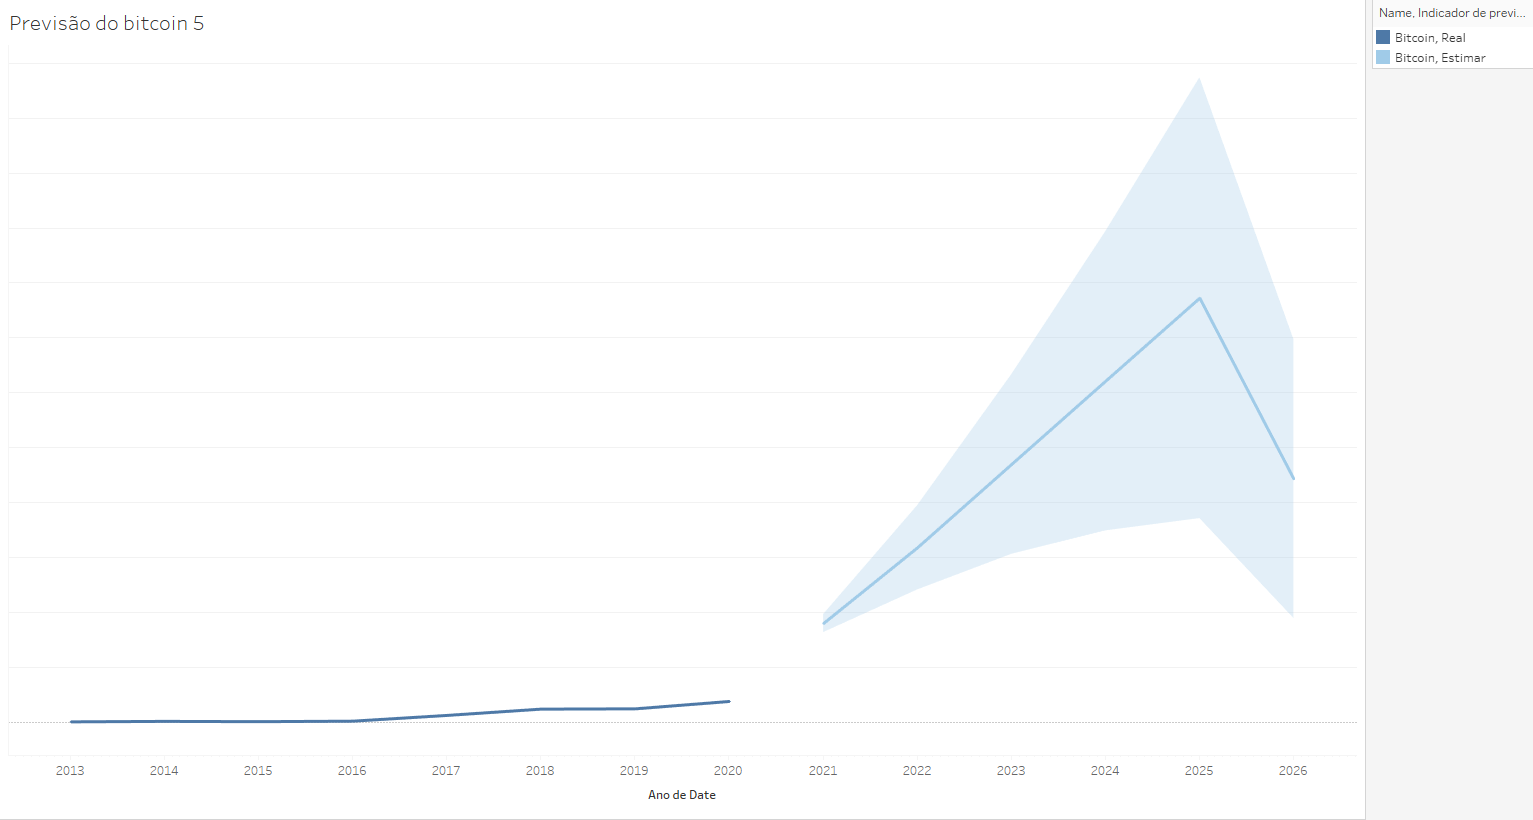 Previsão do bitcoin 5
Name, Indicador de previ...
Bitcoin, Real
Bitcoin, Estimar
2013 2014 2015 2016 2017 2018 2019 2020 2021 2022 2023 2024 2025 2026
Ano de Date